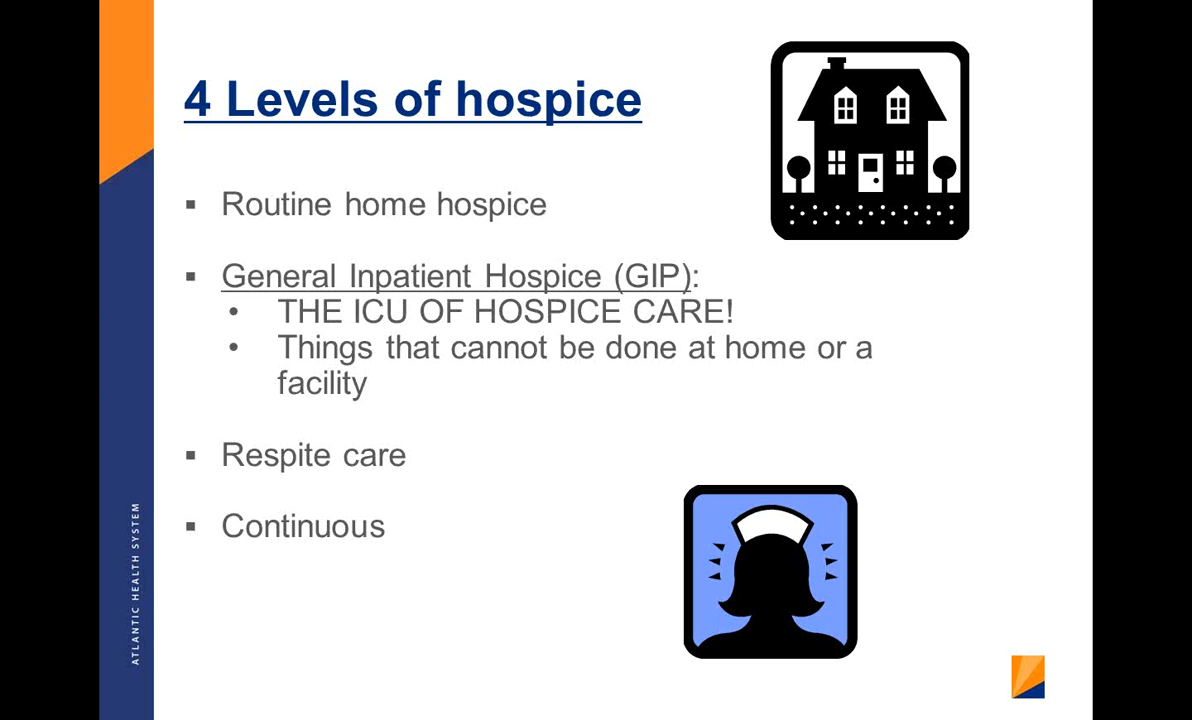 4 Levels of hospice
▪ Routine home hospice
▪ General Inpatient Hospice (GIP):
• THE ICU OF HOSPICE CARE!
• Things that cannot be done at home or a
facility
▪ Respite care
▪ Continuous
ATLANTIC HEALTH SYSTEM